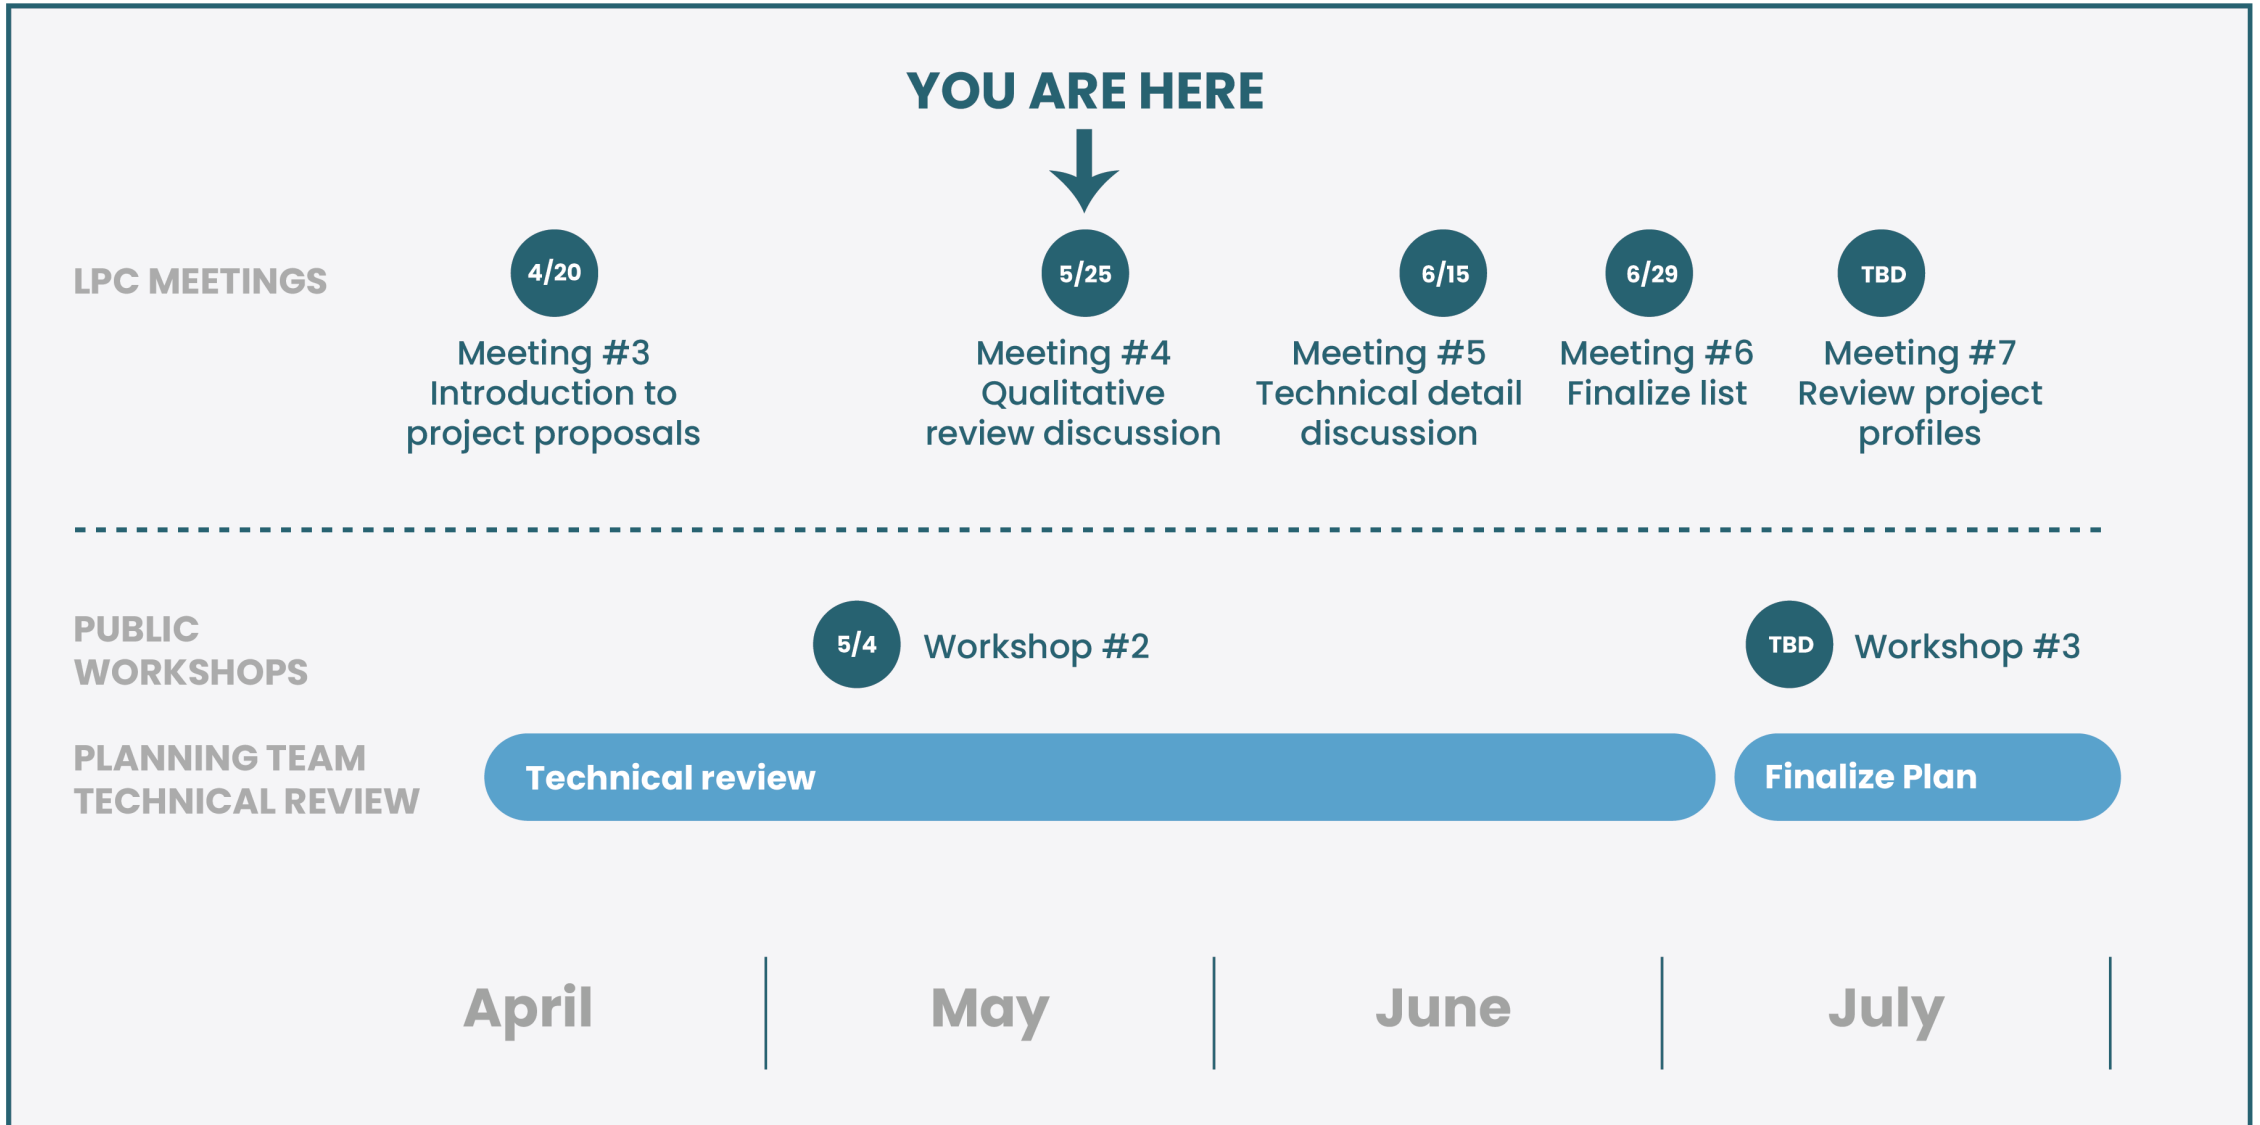 YOU ARE HERE
LPC MEETINGS
4/20
5/25
6/15
6/29
TBD
Meeting #3
Introduction to
project proposals
Meeting #4
Qualitative
review discussion
Meeting #5
Technical detail
discussion
Meeting #6
Finalize list
Meeting #7
Review project
profiles
PUBLIC
WORKSHOPS
5/4
Workshop #2
TBD
Workshop #3
PLANNING TEAM
TECHNICAL REVIEW
Technical review
Finalize Plan
April
May
June
July